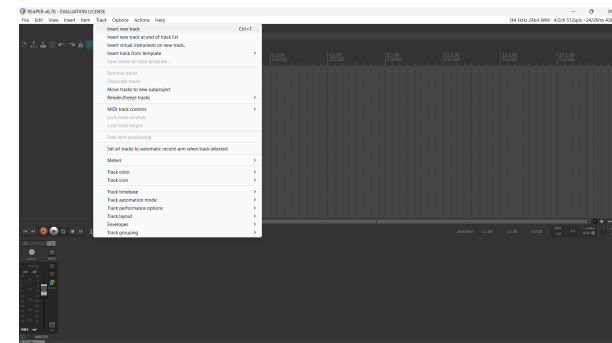 REAPER v6.78 - EVALUATION LICENSE
File Edit View Insert Item Track Options Actions Help
Insert new track Ctrl+T
Insert new track at end of track list
Insert virtual instrument on new track...
Insert track from template
Save tracks as track template...
Remove tracks
Duplicate tracks
Move tracks to new subproject
Render/freeze tracks
MIDI track controls
Lock track controls
Lock track height
Free item positioning
Set all tracks to automatic record-arm when track selected
Meters
Track color
Track icon
Track timebase
Track automation mode
Track performance options
Track layout
Envelopes
Track grouping
Selection:
MASTER